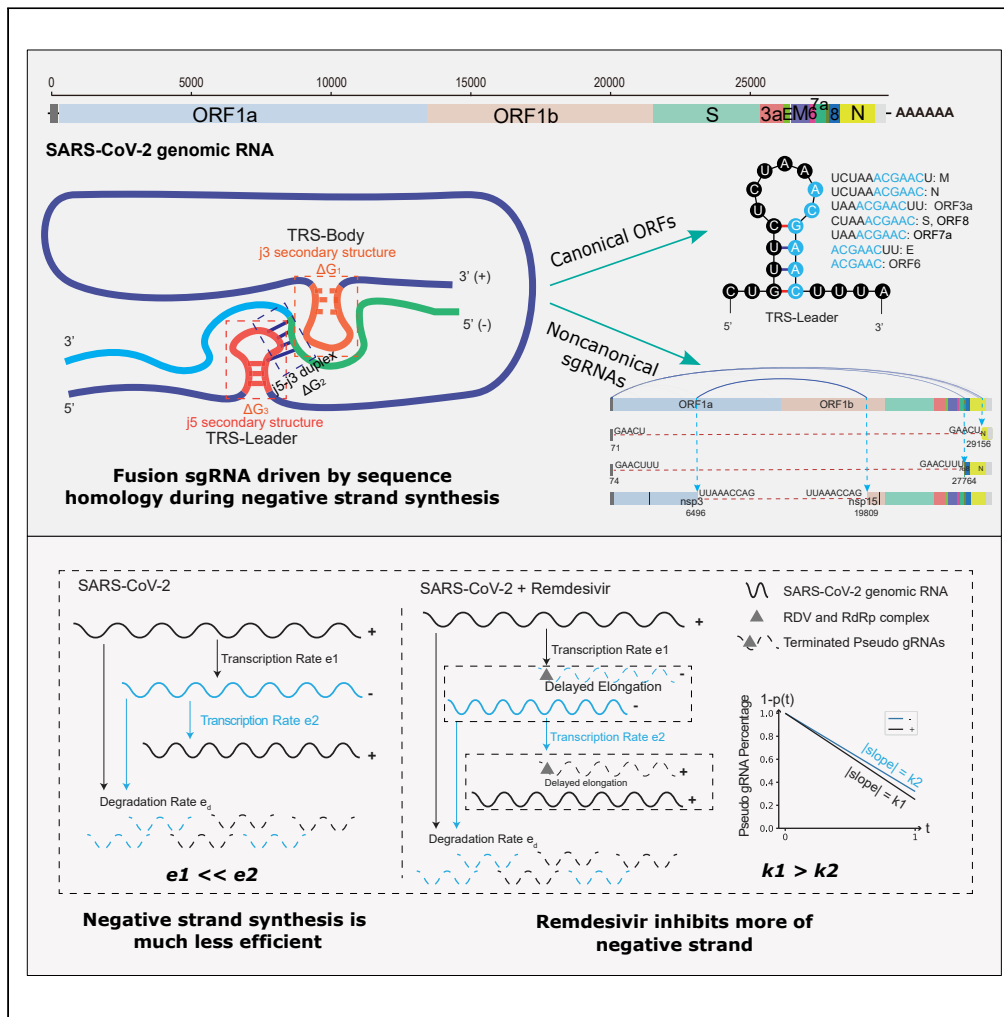 0 5000 10000 20000 25000
ORF1a ORF1b S 3a E M 6 7a 8 N AAAAAA
SARS-CoV-2 genomic RNA
TRS-Body
j3 secondary structure
ΔG₁
3' (+)
5' (-)
3'
5'
j5-j3 duplex
ΔG₂
ΔG₃
j5 secondary structure
TRS-Leader
Fusion sgRNA driven by sequence
homology during negative strand synthesis
Canonical ORFs
Noncanonical
sgRNAs
C U G U U C U C U A A A C G A A C U U U A
5' 3'
TRS-Leader
UCUAAACGAACU: M
UCUAAACGAAC: N
UAAACGAACUU: ORF3a
CUAAACGAAC: S, ORF8
UAAACGAAC: ORF7a
ACGAACUU: E
ACGAAC: ORF6
ORF1a ORF1b
GAACU GAACU N
71 29156
GAACUUU GAACUUU N
74 27764
UUAAACCAG UUAAACCAG
nsp3 nsp15
6496 19809
SARS-CoV-2
+
Transcription Rate e1
-
Transcription Rate e2
+
Degradation Rate e_d
e1 << e2
Negative strand synthesis is
much less efficient
SARS-CoV-2 + Remdesivir
+
Transcription Rate e1
-
Delayed Elongation
-
Transcription Rate e2
+
Delayed elongation
+
Degradation Rate e_d
SARS-CoV-2 genomic RNA
RDV and RdRp complex
Terminated Pseudo gRNAs
1-p(t)
Pseudo gRNA Percentage
1.0
0.8
0.6
0.4
0.2
0.0
0 1 t
-
+
|slope| = k2
|slope| = k1
k1 > k2
Remdesivir inhibits more of
negative strand